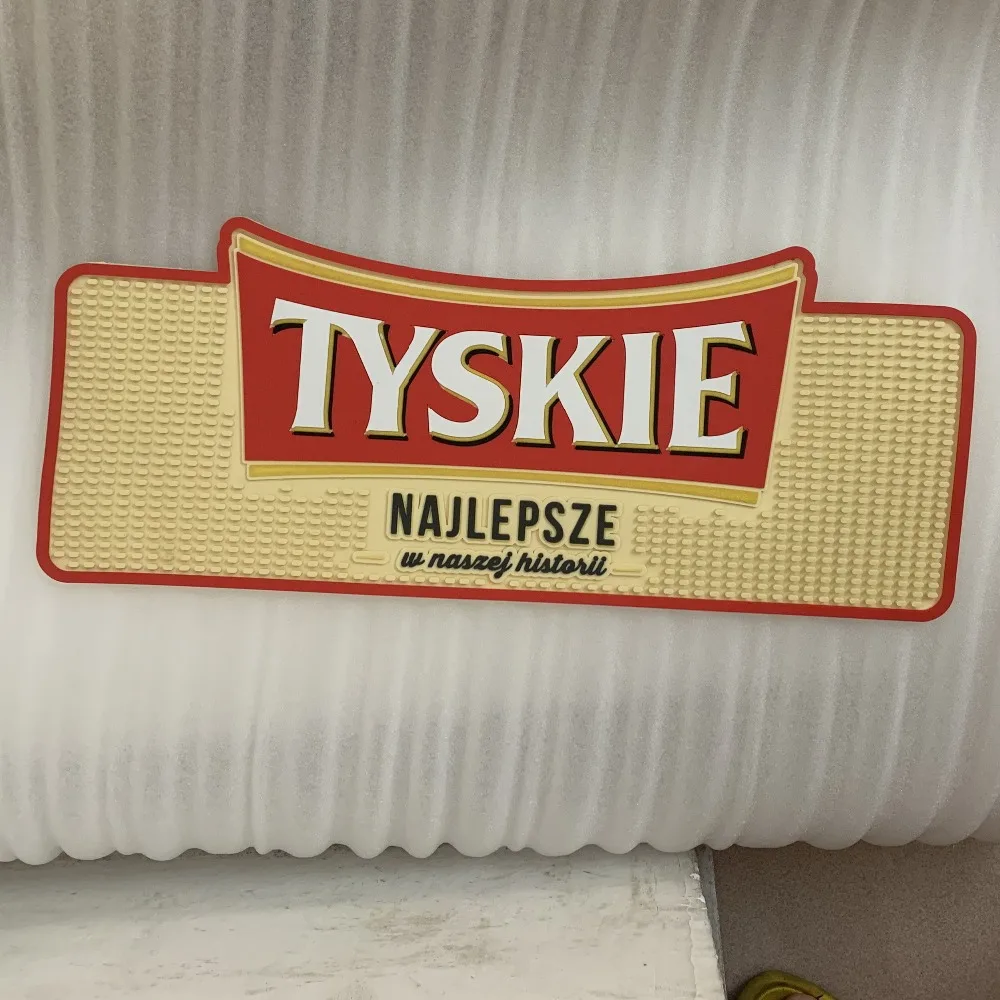 TYSKIE
NAJLEPSZE
w naszej historii